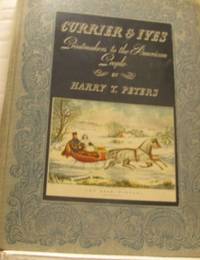 CURRIER & IVES
Printmakers to the American
People
BY
HARRY T. PETERS